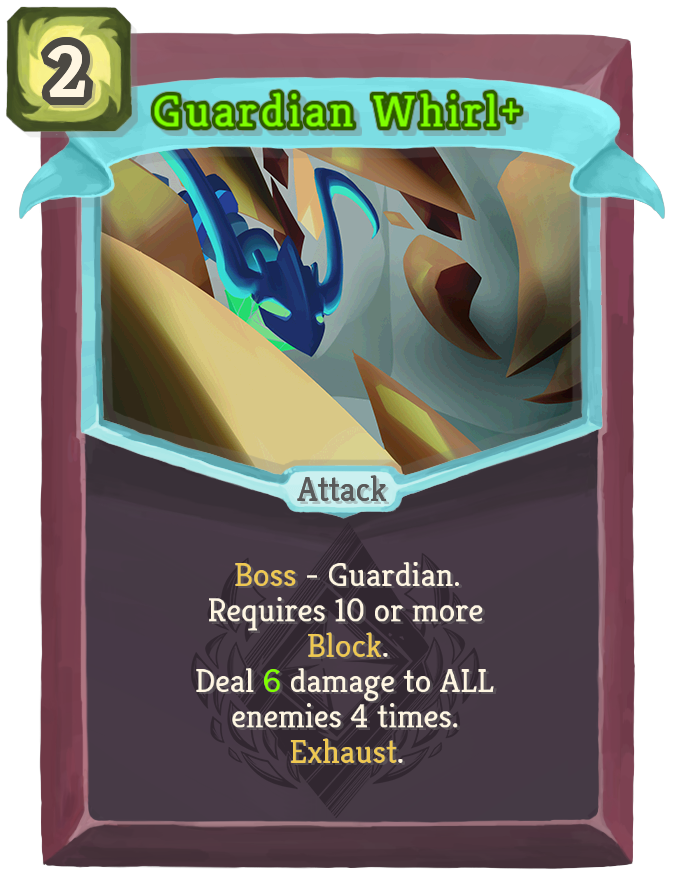 2
Guardian Whirl+
Attack
Boss - Guardian.
Requires 10 or more
Block.
Deal 6 damage to ALL
enemies 4 times.
Exhaust.